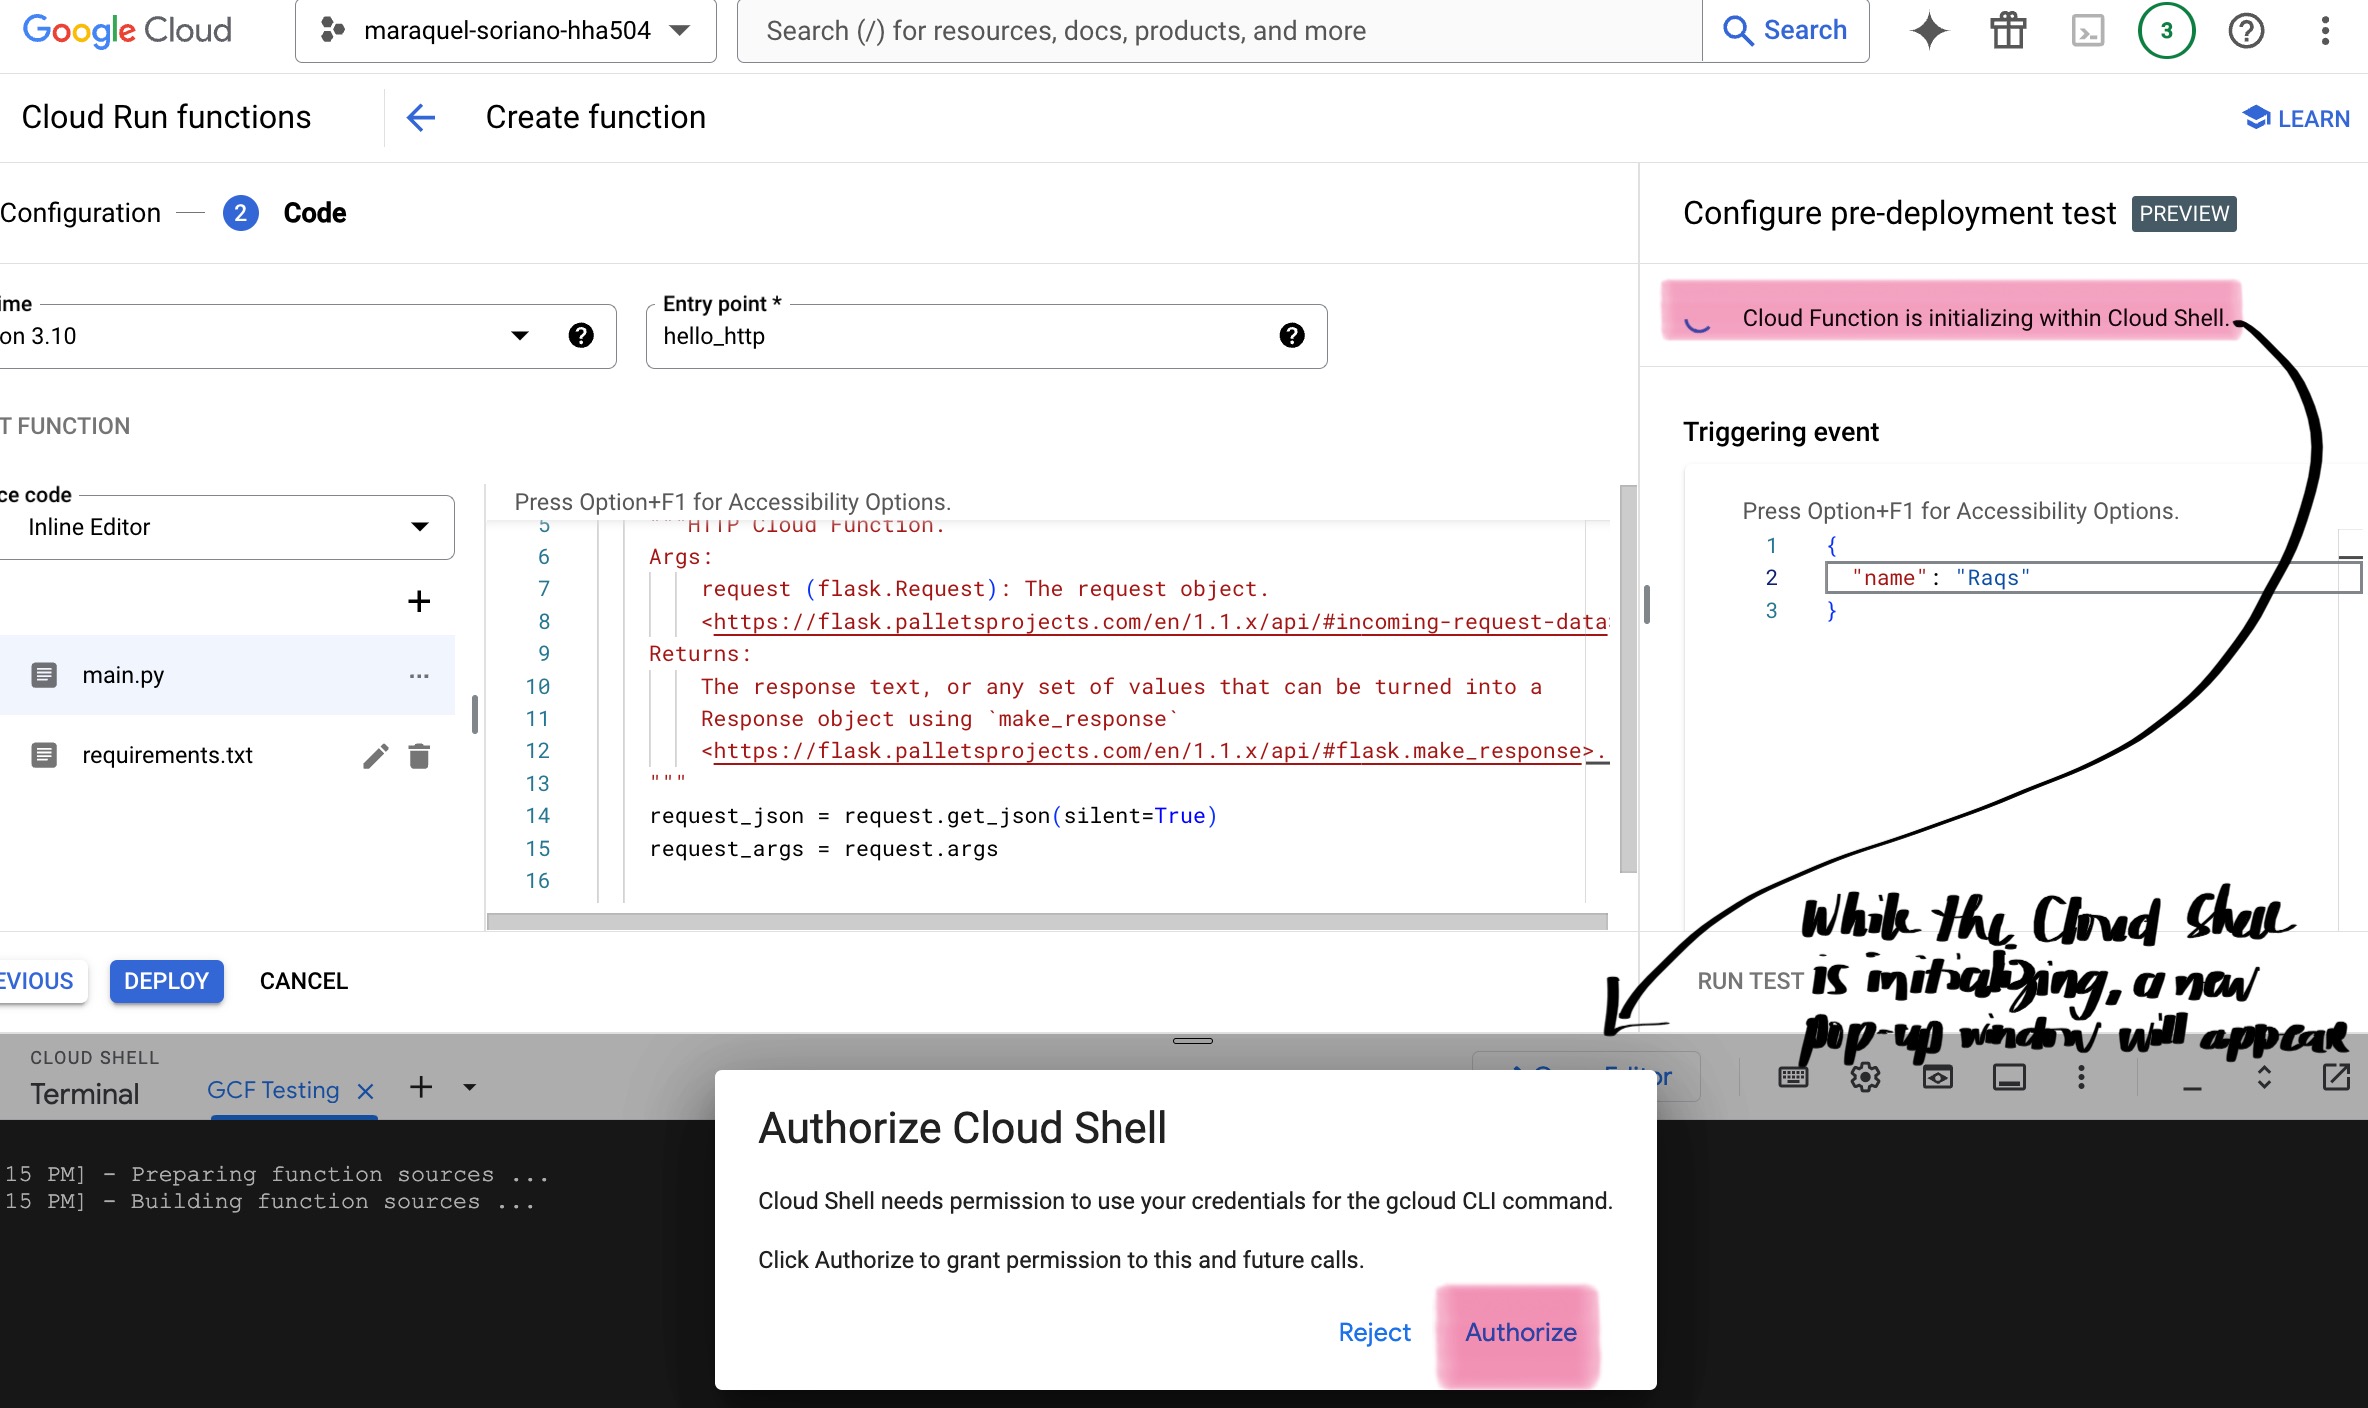 Google Cloud
maraquel-soriano-hha504
Search (/) for resources, docs, products, and more
Search
3
Cloud Run functions
Create function
LEARN
Configuration
2
Code
Configure pre-deployment test
PREVIEW
ime
on 3.10
Entry point *
hello_http
Cloud Function is initializing within Cloud Shell.
T FUNCTION
Triggering event
ce code
Inline Editor
Press Option+F1 for Accessibility Options.
5 """HTTP Cloud Function.
6 Args:
7 request (flask.Request): The request object.
8 <https://flask.palletsprojects.com/en/1.1.x/api/#incoming-request-data
9 Returns:
10 The response text, or any set of values that can be turned into a
11 Response object using `make_response`
12 <https://flask.palletsprojects.com/en/1.1.x/api/#flask.make_response>.
13 """
14 request_json = request.get_json(silent=True)
15 request_args = request.args
16
main.py
requirements.txt
Press Option+F1 for Accessibility Options.
1 {
2 "name": "Raqs"
3 }
EVIOUS
DEPLOY
CANCEL
RUN TEST
While the Cloud Shell
is initializing, a new
pop-up window will appear
CLOUD SHELL
Terminal
GCF Testing
15 PM] - Preparing function sources ...
15 PM] - Building function sources ...
Authorize Cloud Shell
Cloud Shell needs permission to use your credentials for the gcloud CLI command.
Click Authorize to grant permission to this and future calls.
Reject
Authorize